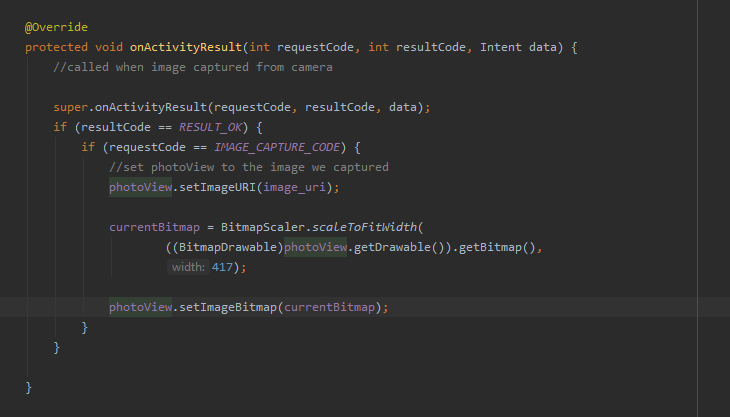 @Override
protected void onActivityResult(int requestCode, int resultCode, Intent data) {
//called when image captured from camera
super.onActivityResult(requestCode, resultCode, data);
if (resultCode == RESULT_OK) {
if (requestCode == IMAGE_CAPTURE_CODE) {
//set photoView to the image we captured
photoView.setImageURI(image_uri);
currentBitmap = BitmapScaler.scaleToFitWidth(
((BitmapDrawable)photoView.getDrawable()).getBitmap(),
width: 417);
photoView.setImageBitmap(currentBitmap);
}
}
}